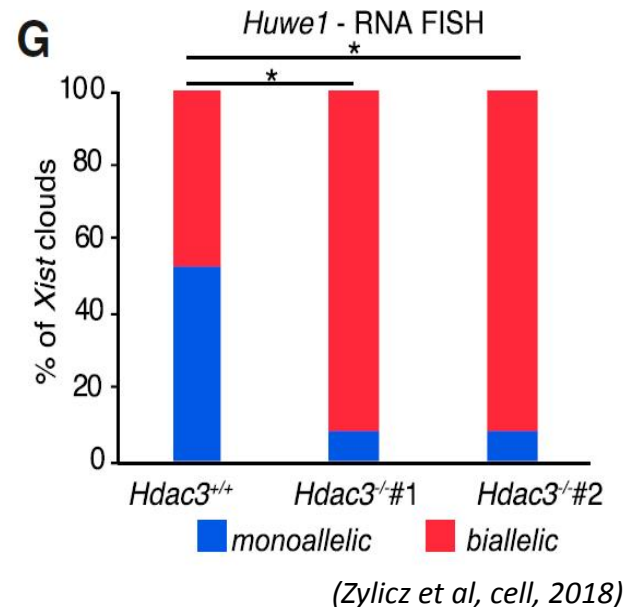 G
Huwe1 - RNA FISH
*
*
% of Xist clouds
100
80
60
40
20
0
Hdac3+/+ Hdac3-/-#1 Hdac3-/-#2
monoallelic biallelic
(Zylicz et al, cell, 2018)